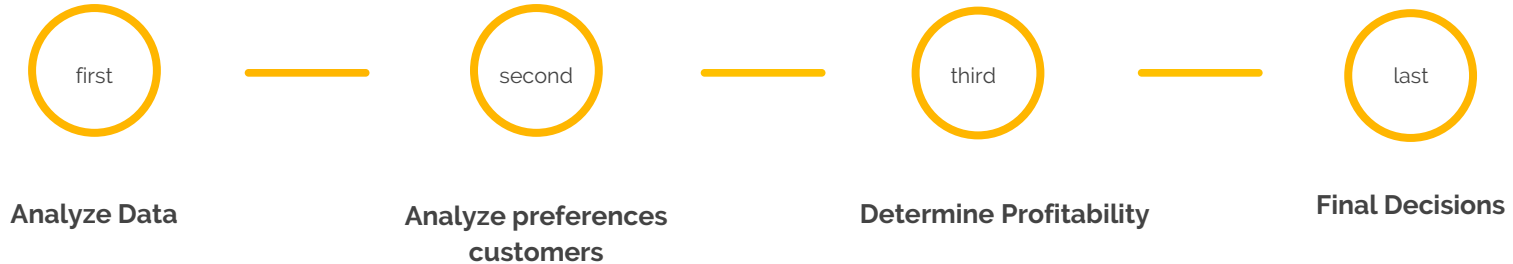 first
second
third
last
Analyze Data
Analyze preferences
customers
Determine Profitability
Final Decisions